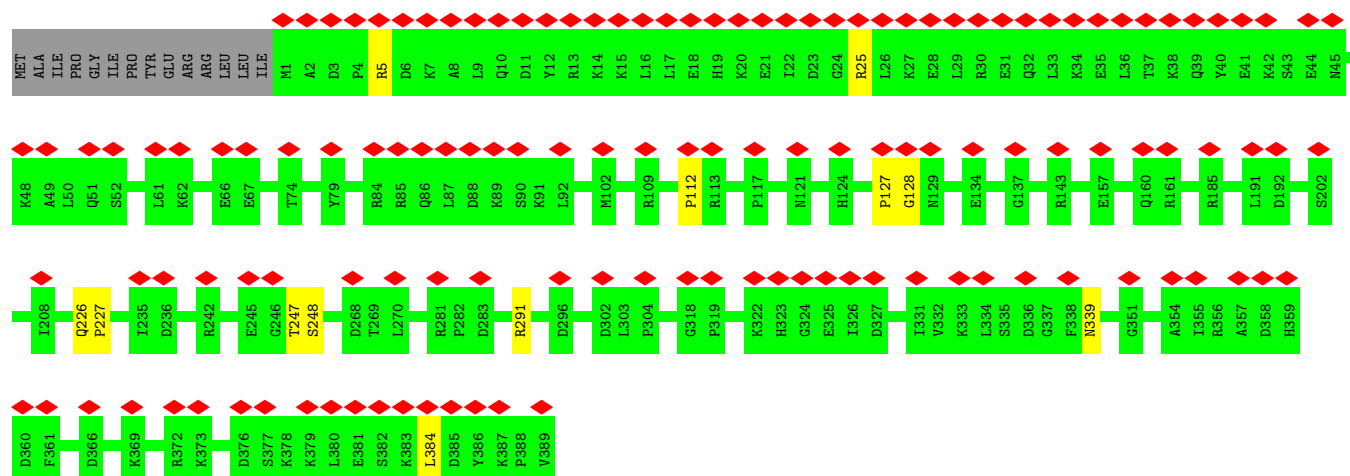 MET ALA ILE PRO GLY ILE PRO TYR GLU ARG ARG LEU LEU ILE M1 A2 D3 P4 R5 D6 K7 A8 L9 Q10 D11 Y12 R13 K14 K15 L16 L17 E18 H19 K20 E21 I22 D23 G24 R25 L26 K27 E28 L29 R30 E31 Q32 L33 K34 E35 L36 T37 K38 Q39 Y40 E41 K42 S43 E44 N45
K48 A49 L50 Q51 S52 L61 K62 E66 E67 T74 Y79 R84 R85 Q86 L87 D88 K89 S90 K91 L92 M102 R109 P112 R113 P117 N121 H124 P127 G128 N129 E134 G137 R143 E157 Q160 R161 R185 L191 D192 S202
I208 Q226 P227 I235 D236 R242 E245 G246 T247 S248 D268 I269 L270 R281 P282 D283 R291 D296 D302 L303 P304 G318 P319 K322 H323 G324 E325 I326 D327 I331 V332 K333 L334 S335 D336 G337 F338 N339 G351 A354 I355 R356 A357 D358 H359
D360 F361 D366 K369 R372 K373 D376 S377 K378 K379 L380 E381 S382 K383 L384 D385 Y386 K387 P388 V389